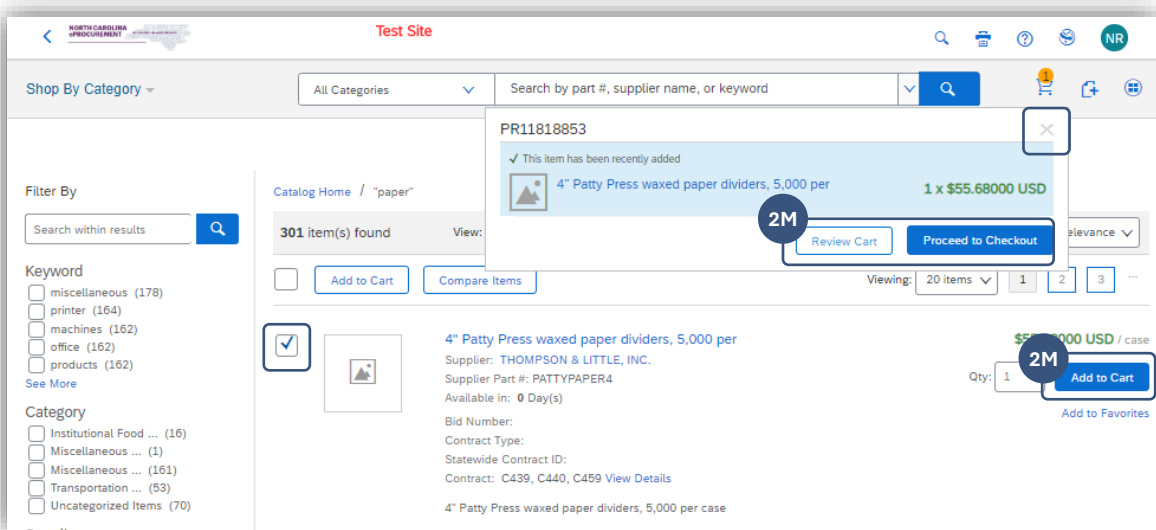 NORTH CAROLINA
ePROCUREMENT
Test Site
NR
Shop By Category
All Categories
Search by part #, supplier name, or keyword
1
PR11818853
✓ This item has been recently added
4" Patty Press waxed paper dividers, 5,000 per
1 x $55.68000 USD
2M
Review Cart
Proceed to Checkout
Filter By
Search within results
Catalog Home / "paper"
301 item(s) found
View:
elevance
Add to Cart
Compare Items
Viewing:
20 items
1
2
3
...
Keyword
miscellaneous (178)
printer (164)
machines (162)
office (162)
products (162)
See More
Category
Institutional Food ... (16)
Miscellaneous ... (1)
Miscellaneous ... (161)
Transportation ... (53)
Uncategorized Items (70)
4" Patty Press waxed paper dividers, 5,000 per
Supplier: THOMPSON & LITTLE, INC.
Supplier Part #: PATTYPAPER4
Available in: 0 Day(s)
Bid Number:
Contract Type:
Statewide Contract ID:
Contract: C439, C440, C459 View Details
4" Patty Press waxed paper dividers, 5,000 per case
000 USD / case
2M
Qty: 1
Add to Cart
Add to Favorites